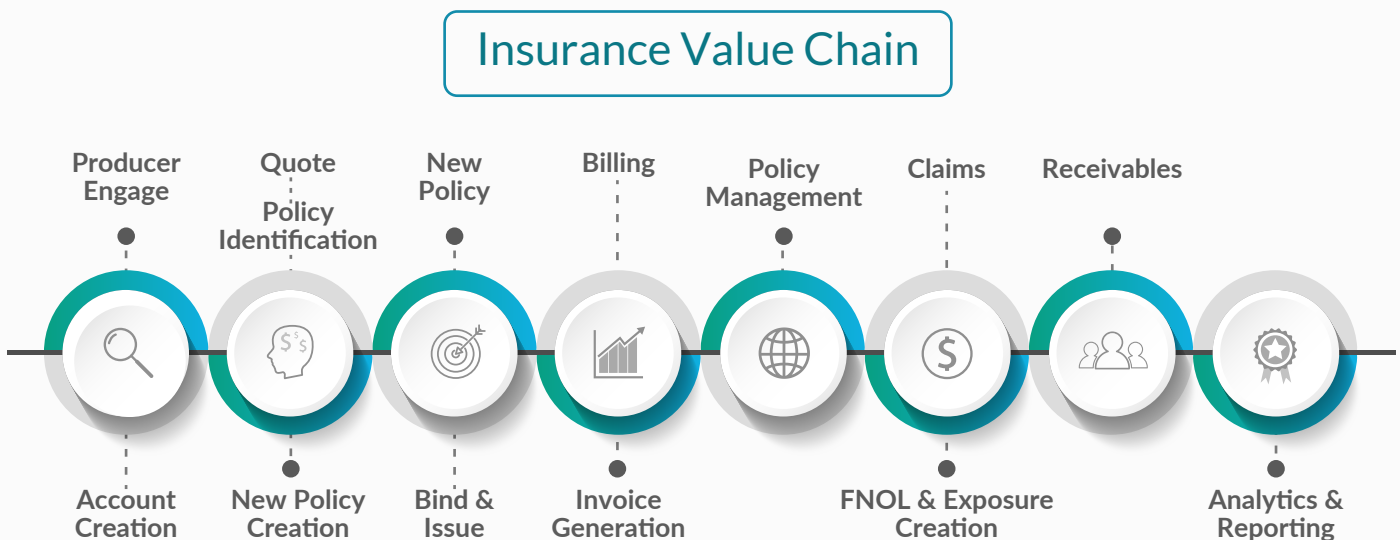 Insurance Value Chain
Producer
Engage
Quote
Policy
Identification
New
Policy
Billing
Policy
Management
Claims
Receivables
Account
Creation
New Policy
Creation
Bind &
Issue
Invoice
Generation
FNOL & Exposure
Creation
Analytics &
Reporting
$
$
$
$